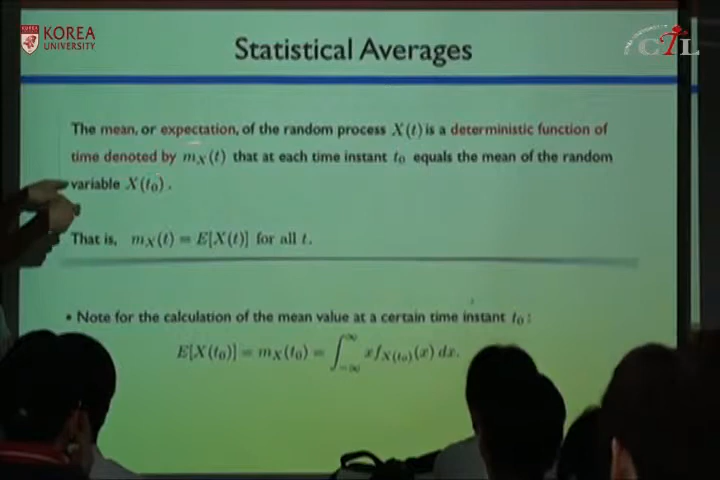 KOREA
UNIVERSITY
CTL
Statistical Averages
The mean, or expectation, of the random process X(t) is a deterministic function of
time denoted by m_X(t) that at each time instant t_0 equals the mean of the random
variable X(t_0).
That is, m_X(t) = E[X(t)] for all t.
• Note for the calculation of the mean value at a certain time instant t_0:
E[X(t_0)] = m_X(t_0) = ∫_{-∞}^{∞} x f_{X(t_0)}(x) dx.